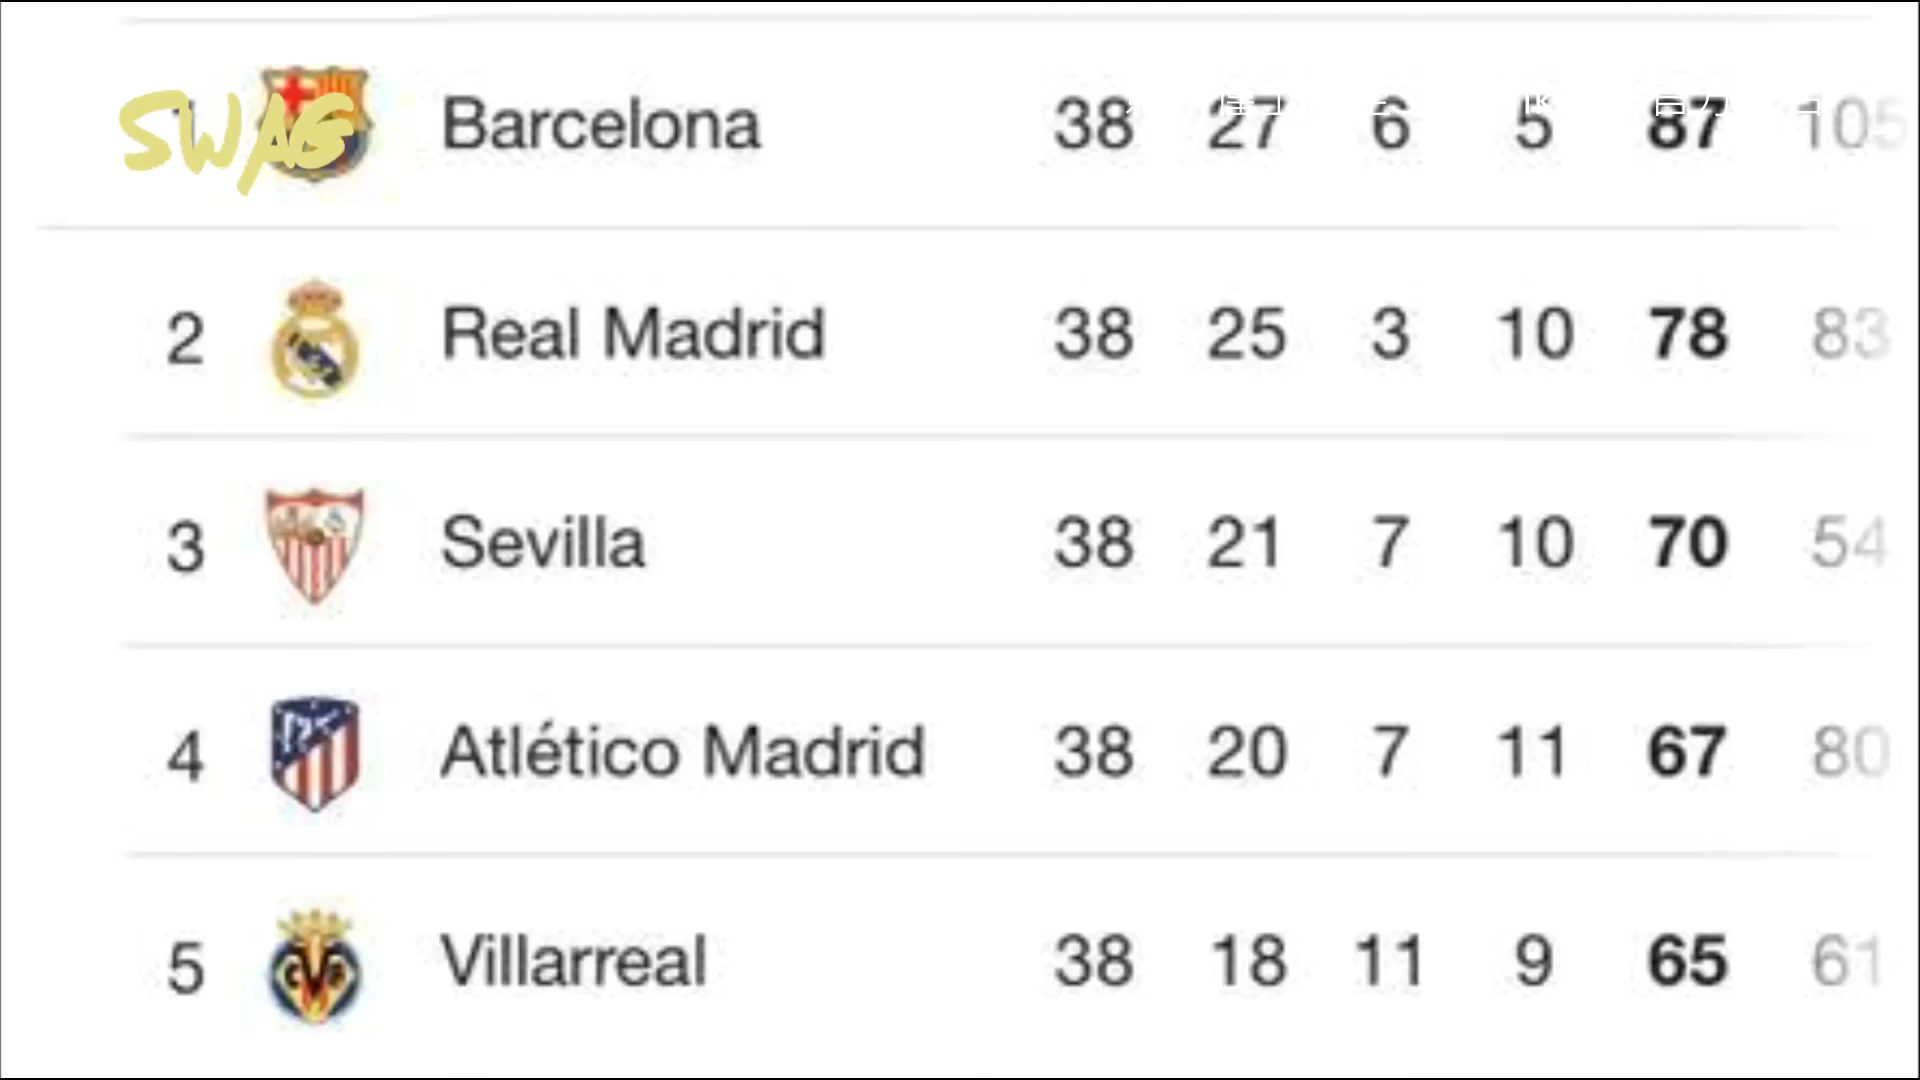 SWAG
1 Barcelona 38 27 6 5 87 105
2 Real Madrid 38 25 3 10 78 83
3 Sevilla 38 21 7 10 70 54
4 Atlético Madrid 38 20 7 11 67 80
5 Villarreal 38 18 11 9 65 61